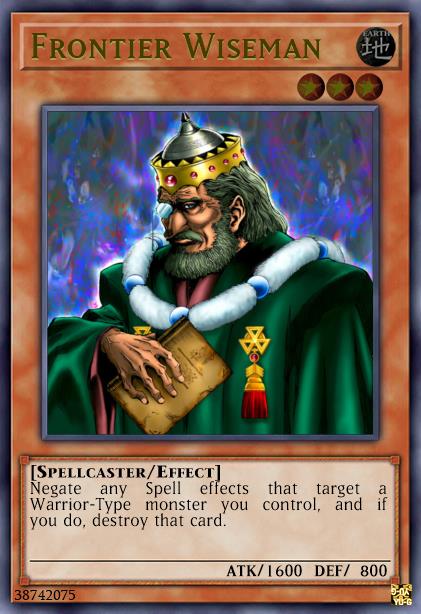 Frontier Wiseman
EARTH
地
[Spellcaster/Effect]
Negate any Spell effects that target a
Warrior-Type monster you control, and if
you do, destroy that card.
ATK/1600 DEF/ 800
38742075